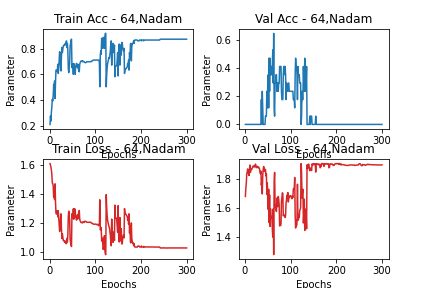 Train Acc - 64,Nadam
Val Acc - 64,Nadam
Parameter
0.8
0.6
0.4
0.2
0 100 200 300
Epochs
Parameter
0.6
0.4
0.2
0.0
0 100 200 300
Epochs
Train Loss - 64,Nadam
Val Loss - 64,Nadam
Parameter
1.6
1.4
1.2
1.0
0 100 200 300
Epochs
Parameter
1.8
1.6
1.4
0 100 200 300
Epochs